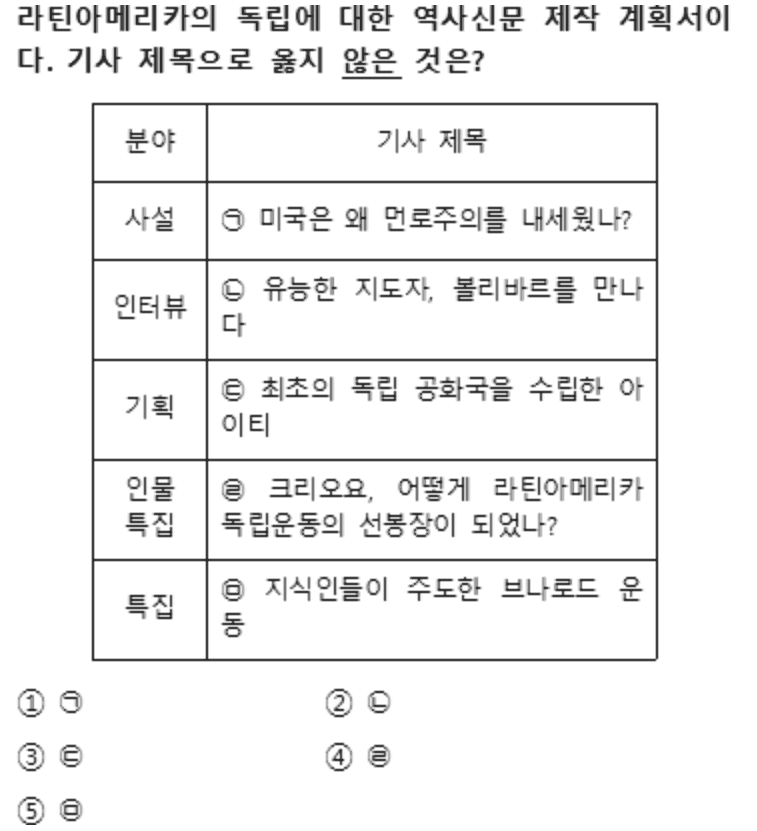 라틴아메리카의 독립에 대한 역사신문 제작 계획서이
다. 기사 제목으로 옳지 않은 것은?
분야 기사 제목
사설 ㉠ 미국은 왜 먼로주의를 내세웠나?
인터뷰 ㉡ 유능한 지도자, 볼리바르를 만나
다
기획 ㉢ 최초의 독립 공화국을 수립한 아
이티
인물
특집
㉣ 크리오요, 어떻게 라틴아메리카
독립운동의 선봉장이 되었나?
특집 ㉤ 지식인들이 주도한 브나로드 운
동
① ㉠ ② ㉡
③ ㉢ ④ ㉣
⑤ ㉤